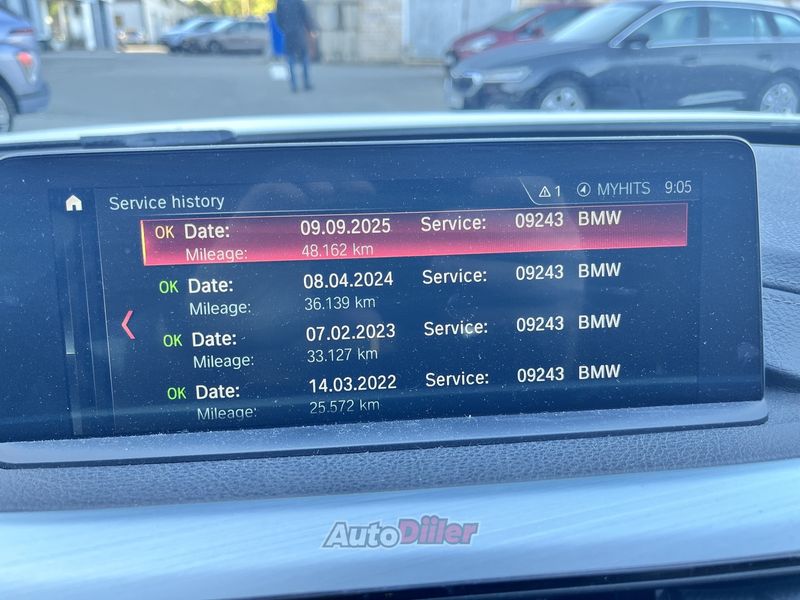 Service history
1 MYHITS 9:05
OK Date: 09.09.2025 Service: 09243 BMW
Mileage: 48.162 km
OK Date: 08.04.2024 Service: 09243 BMW
Mileage: 36.139 km
OK Date: 07.02.2023 Service: 09243 BMW
Mileage: 33.127 km
OK Date: 14.03.2022 Service: 09243 BMW
Mileage: 25.572 km
AutoDiiler